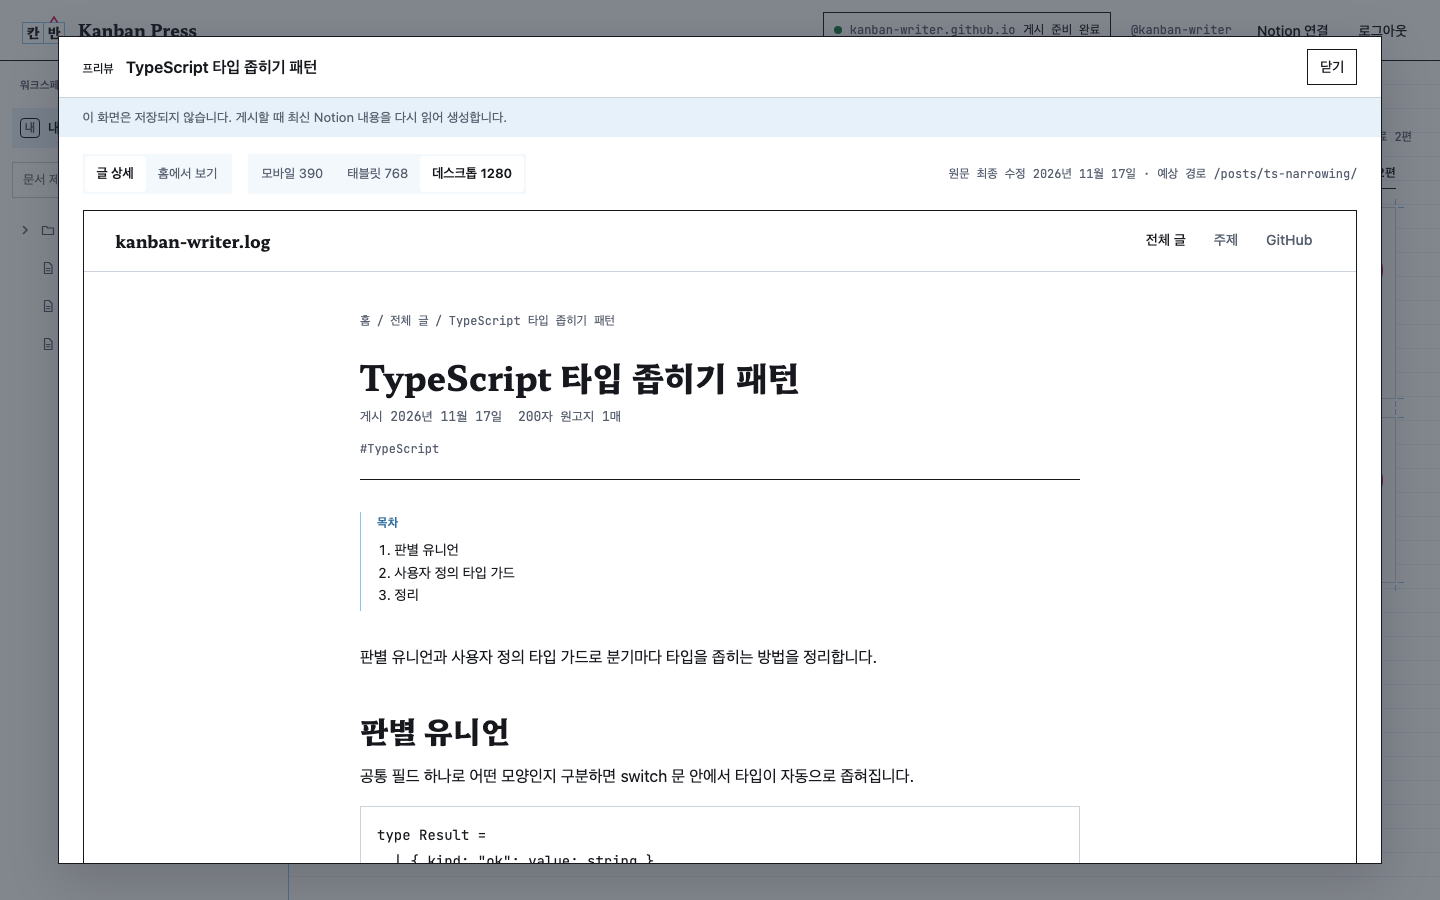 칸반 Kanban Press
kanban-writer.github.io 게시 준비 완료 @kanban-writer Notion 연결 로그아웃
프리뷰 TypeScript 타입 좁히기 패턴
닫기
이 화면은 저장되지 않습니다. 게시할 때 최신 Notion 내용을 다시 읽어 생성합니다.
내
문서 제
2편
글 상세 홈에서 보기 모바일 390 태블릿 768 데스크톱 1280
원문 최종 수정 2026년 11월 17일 · 예상 경로 /posts/ts-narrowing/
kanban-writer.log
전체 글 주제 GitHub
홈 / 전체 글 / TypeScript 타입 좁히기 패턴
TypeScript 타입 좁히기 패턴
게시 2026년 11월 17일 200자 원고지 1매
#TypeScript
목차
1. 판별 유니언
2. 사용자 정의 타입 가드
3. 정리
판별 유니언과 사용자 정의 타입 가드로 분기마다 타입을 좁히는 방법을 정리합니다.
판별 유니언
공통 필드 하나로 어떤 모양인지 구분하면 switch 문 안에서 타입이 자동으로 좁혀집니다.
type Result =
| { kind: "ok"; value: string }